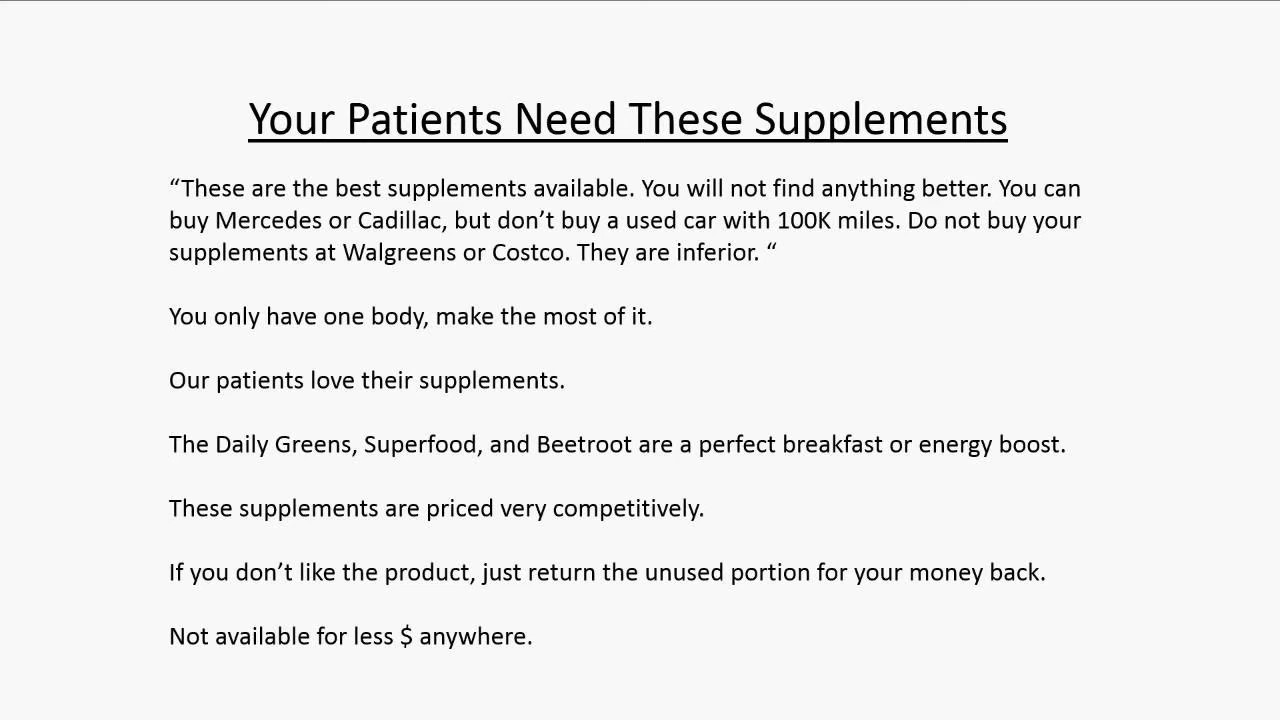 Your Patients Need These Supplements
“These are the best supplements available. You will not find anything better. You can
buy Mercedes or Cadillac, but don’t buy a used car with 100K miles. Do not buy your
supplements at Walgreens or Costco. They are inferior. “
You only have one body, make the most of it.
Our patients love their supplements.
The Daily Greens, Superfood, and Beetroot are a perfect breakfast or energy boost.
These supplements are priced very competitively.
If you don’t like the product, just return the unused portion for your money back.
Not available for less $ anywhere.